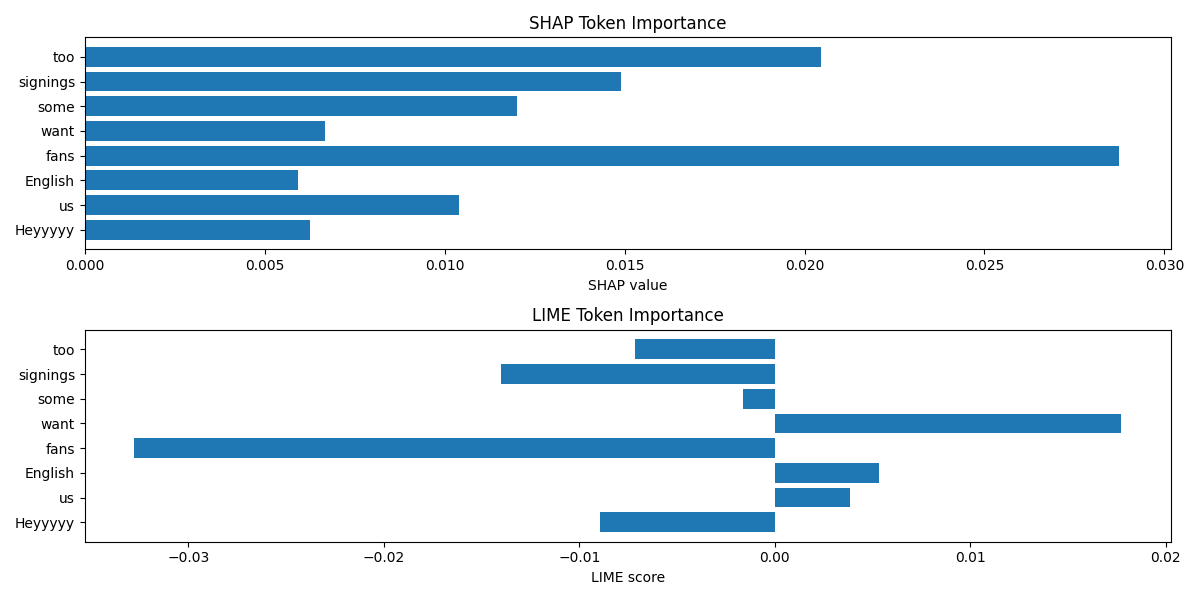 SHAP Token Importance
too
signings
some
want
fans
English
us
Heyyyyy
0.000 0.005 0.010 0.015 0.020 0.025 0.030
SHAP value
LIME Token Importance
too
signings
some
want
fans
English
us
Heyyyyy
−0.03 −0.02 −0.01 0.00 0.01 0.02
LIME score